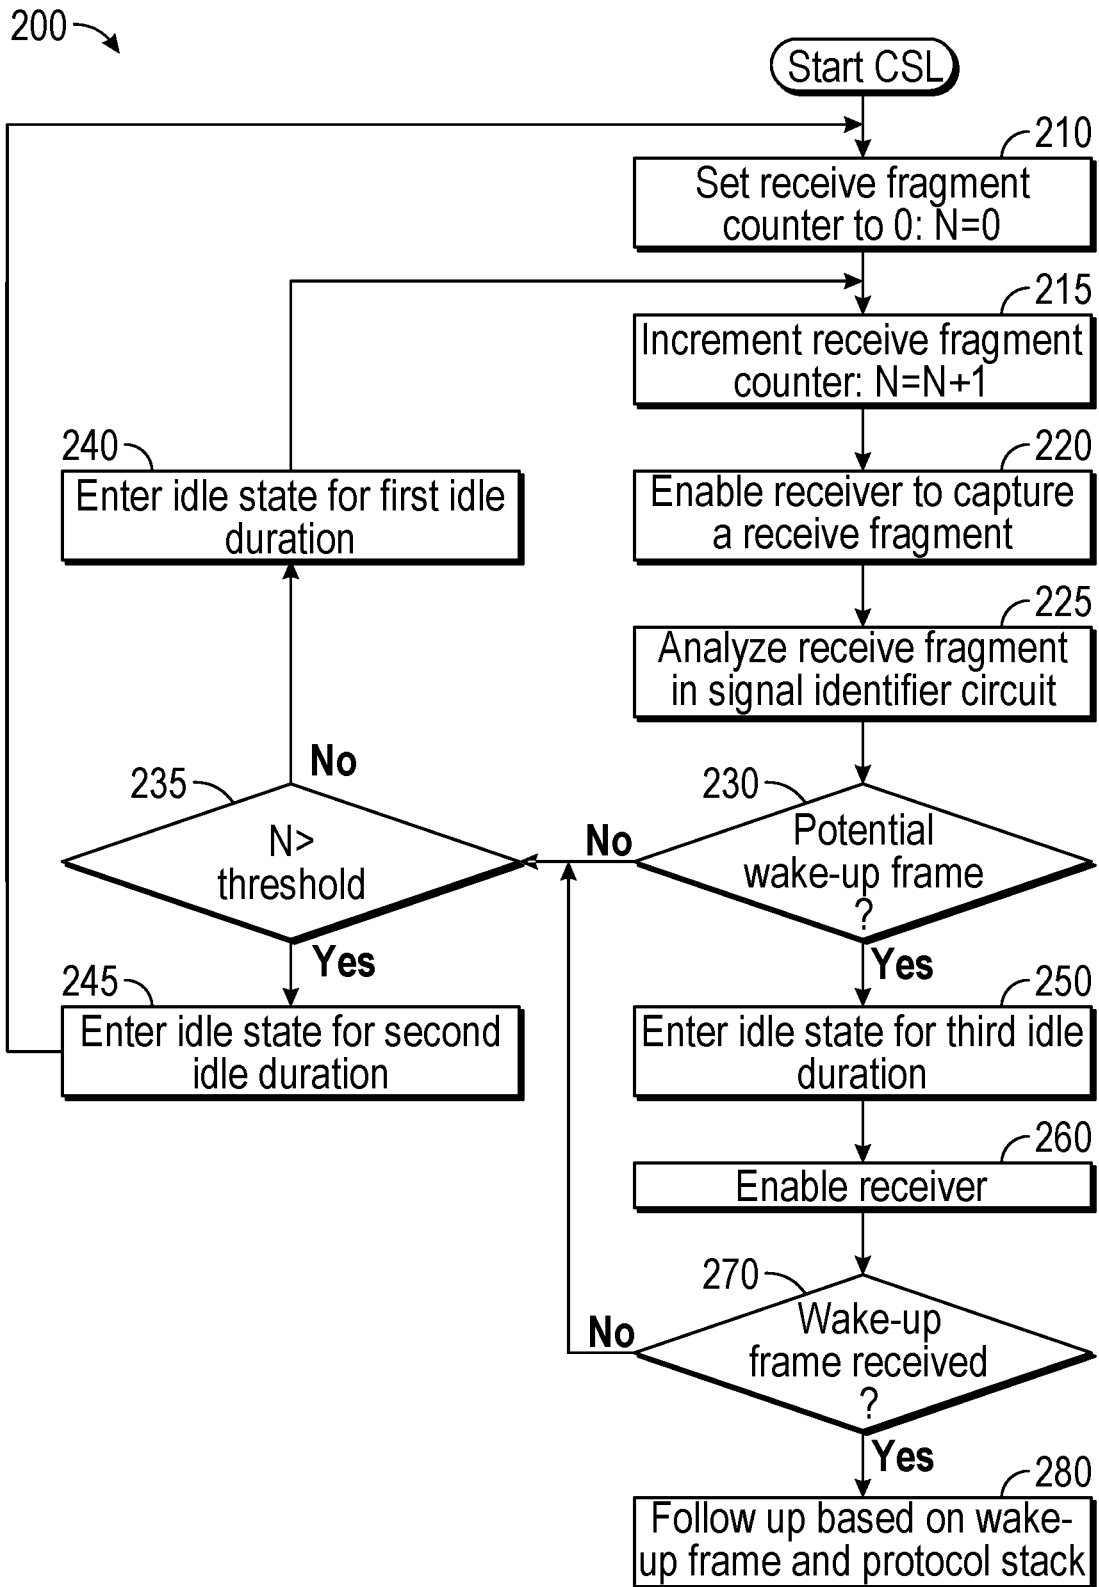 200
Start CSL
210
Set receive fragment
counter to 0: N=0
215
Increment receive fragment
counter: N=N+1
240
Enter idle state for first idle
duration
220
Enable receiver to capture
a receive fragment
225
Analyze receive fragment
in signal identifier circuit
No
235
N>
threshold
Yes
230
Potential
wake-up frame
?
No
Yes
245
Enter idle state for second
idle duration
250
Enter idle state for third idle
duration
260
Enable receiver
270
Wake-up
frame received
?
No
Yes
280
Follow up based on wake-
up frame and protocol stack